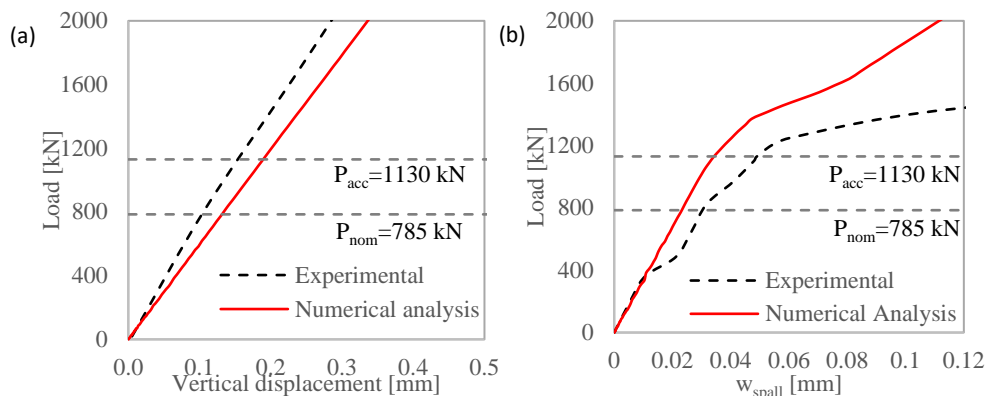 (a)
2000
1600
1200
800
400
0
Load [kN]
P_acc=1130 kN
P_nom=785 kN
Experimental
Numerical analysis
0.0 0.1 0.2 0.3 0.4 0.5
Vertical displacement [mm]
(b)
2000
1600
1200
800
400
0
Load [kN]
P_acc=1130 kN
P_nom=785 kN
Experimental
Numerical Analysis
0 0.02 0.04 0.06 0.08 0.1 0.12
w_spall [mm]